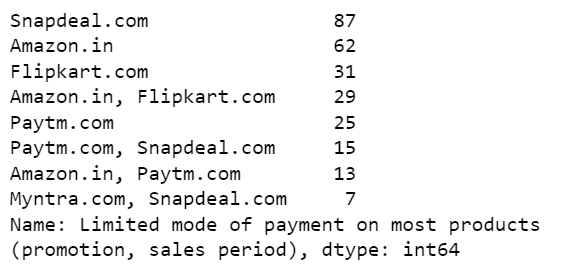 Snapdeal.com 87
Amazon.in 62
Flipkart.com 31
Amazon.in, Flipkart.com 29
Paytm.com 25
Paytm.com, Snapdeal.com 15
Amazon.in, Paytm.com 13
Myntra.com, Snapdeal.com 7
Name: Limited mode of payment on most products
(promotion, sales period), dtype: int64